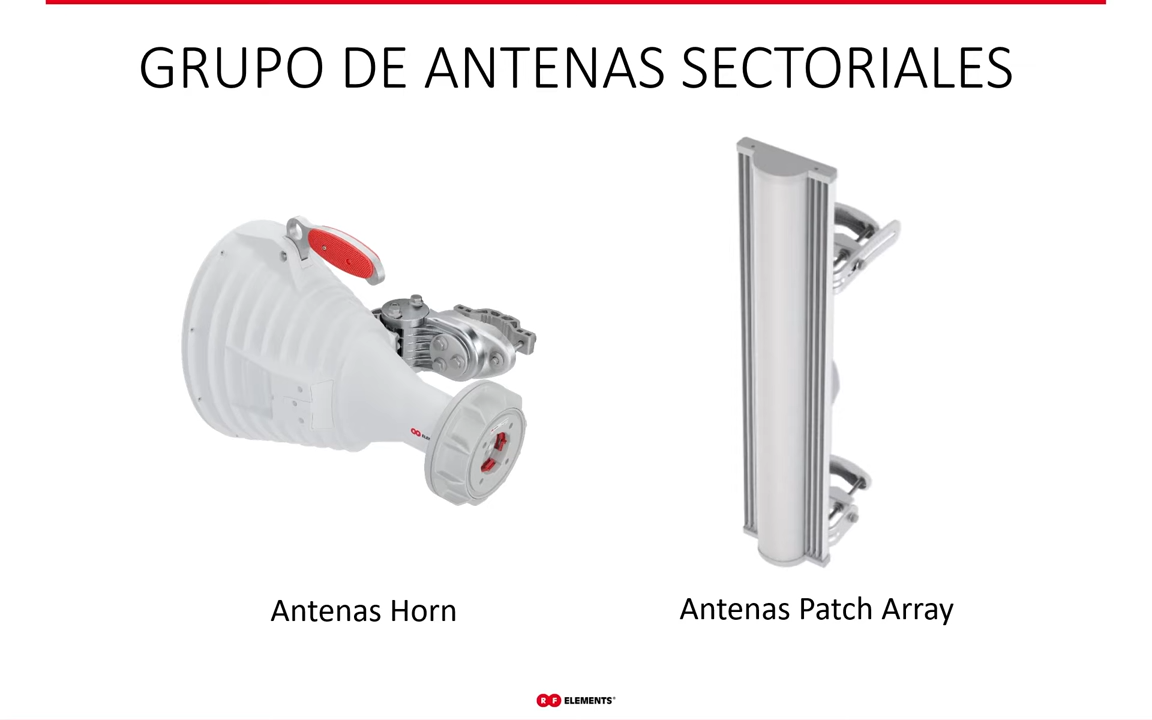 GRUPO DE ANTENAS SECTORIALES
Antenas Horn
Antenas Patch Array
RF ELEMENTS®